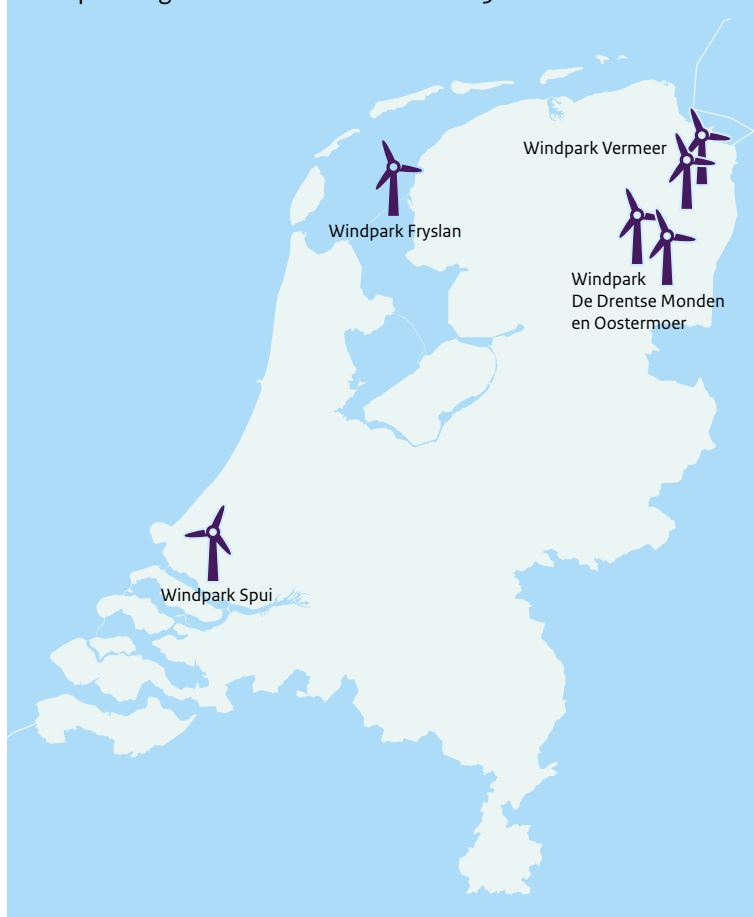 Windpark Vermeer
Windpark Fryslan
Windpark
De Drentse Monden
en Oostermoer
Windpark Spui